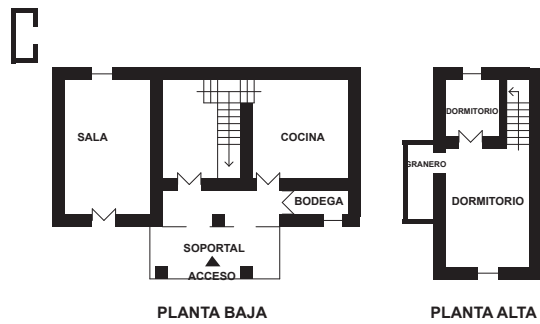 SALA
COCINA
BODEGA
SOPORTAL
ACCESO
PLANTA BAJA
DORMITORIO
GRANERO
DORMITORIO
PLANTA ALTA